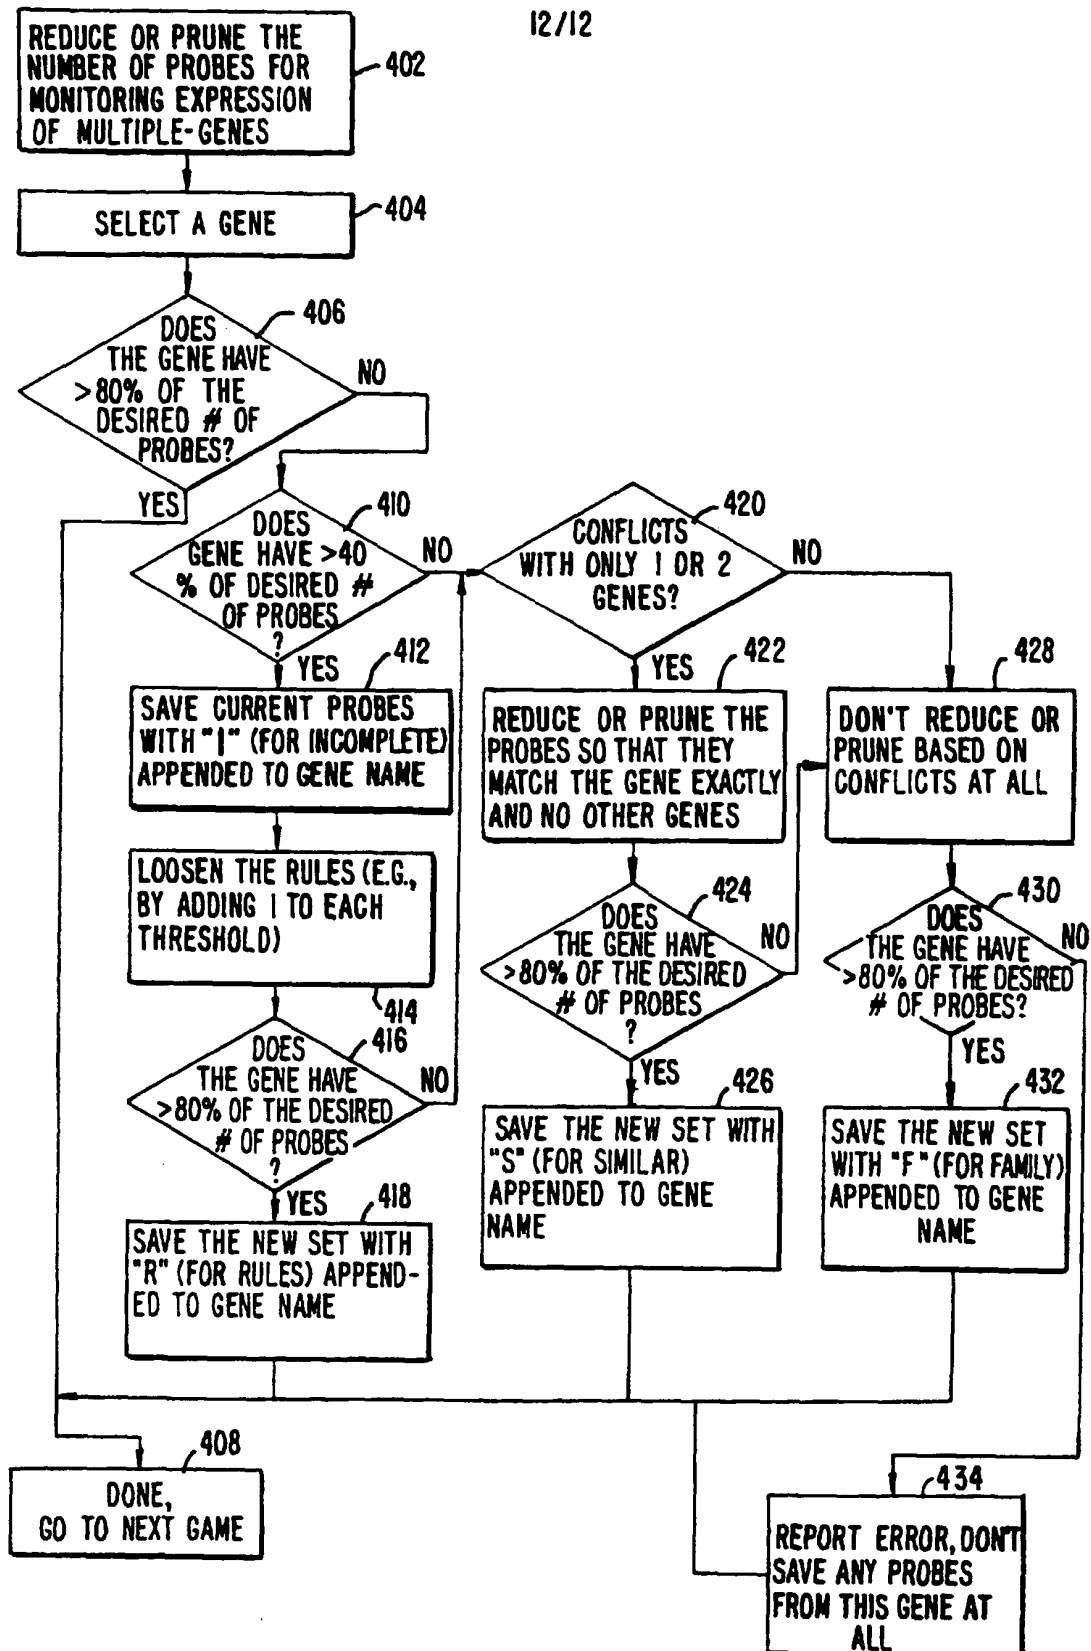 12/12
REDUCE OR PRUNE THE
NUMBER OF PROBES FOR
MONITORING EXPRESSION
OF MULTIPLE-GENES
402
SELECT A GENE
404
406
DOES
THE GENE HAVE
>80% OF THE
DESIRED # OF
PROBES?
NO
YES
410
DOES
GENE HAVE >40
% OF DESIRED #
OF PROBES
?
NO
YES
412
SAVE CURRENT PROBES
WITH "I" (FOR INCOMPLETE)
APPENDED TO GENE NAME
LOOSEN THE RULES (E.G.,
BY ADDING 1 TO EACH
THRESHOLD)
414
416
DOES
THE GENE HAVE
>80% OF THE DESIRED
# OF PROBES
?
NO
YES
418
SAVE THE NEW SET WITH
"R" (FOR RULES) APPEND-
ED TO GENE NAME
420
CONFLICTS
WITH ONLY 1 OR 2
GENES?
NO
YES
422
REDUCE OR PRUNE THE
PROBES SO THAT THEY
MATCH THE GENE EXACTLY
AND NO OTHER GENES
424
DOES
THE GENE HAVE
>80% OF THE DESIRED
# OF PROBES
?
NO
YES
426
SAVE THE NEW SET WITH
"S" (FOR SIMILAR)
APPENDED TO GENE
NAME
428
DON'T REDUCE OR
PRUNE BASED ON
CONFLICTS AT ALL
430
DOES
THE GENE HAVE
>80% OF THE DESIRED
# OF PROBES?
NO
YES
432
SAVE THE NEW SET
WITH "F" (FOR FAMILY)
APPENDED TO GENE
NAME
408
DONE,
GO TO NEXT GAME
434
REPORT ERROR, DON'T
SAVE ANY PROBES
FROM THIS GENE AT
ALL